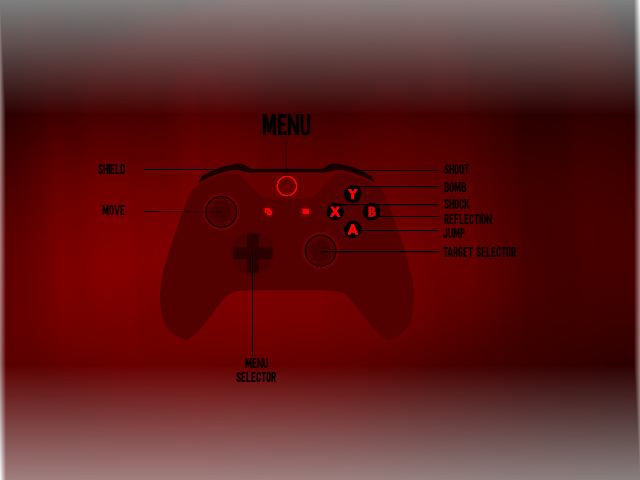 MENU
SHIELD
SHOOT
BOMB
MOVE
SHOCK
REFLECTION
JUMP
TARGET SELECTOR
Y
X
B
A
MENU
SELECTOR